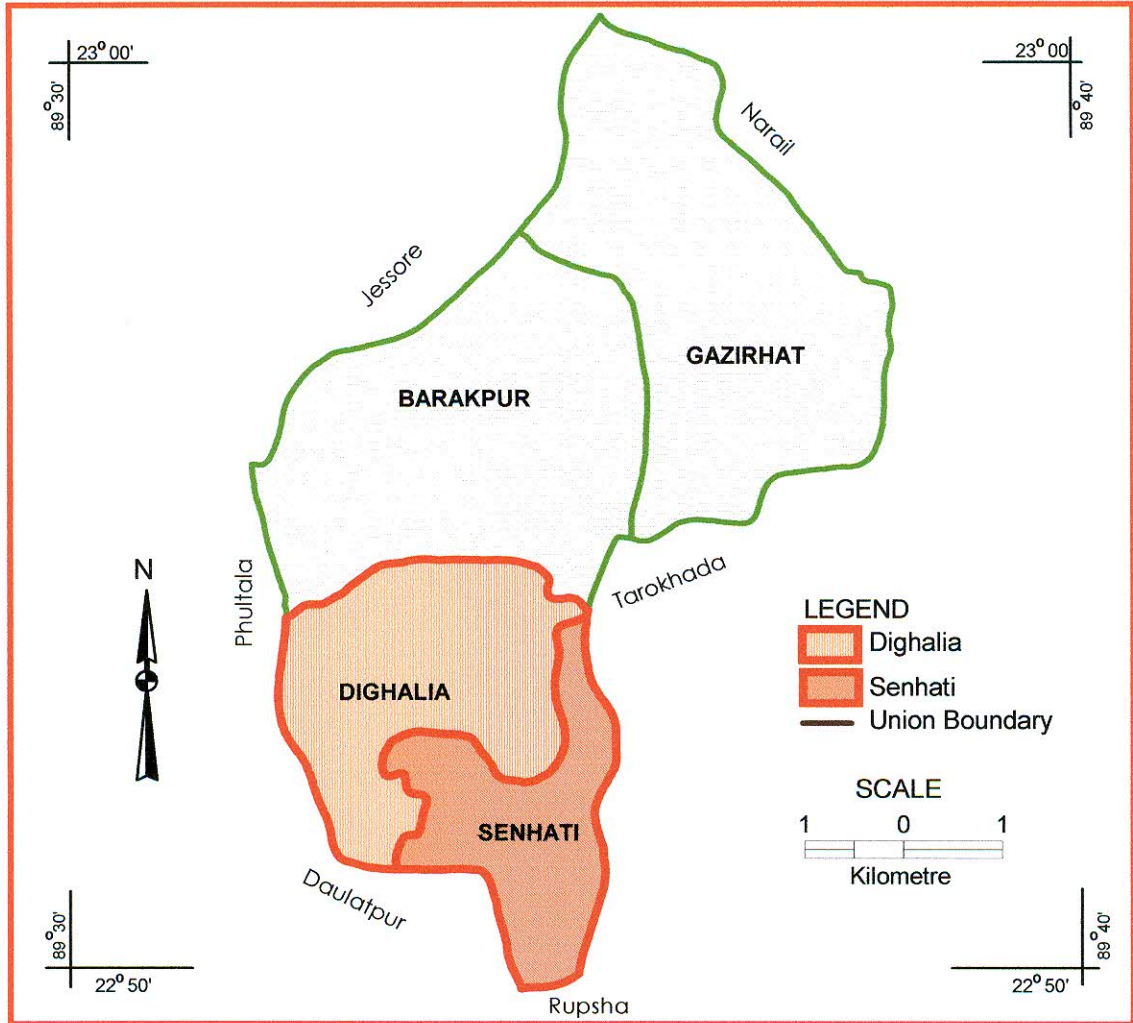 23° 00'
89° 30'
23° 00
89° 40'
Narail
Jessore
GAZIRHAT
BARAKPUR
N
Phultala
Tarokhada
LEGEND
Dighalia
Senhati
Union Boundary
DIGHALIA
SCALE
1 0 1
Kilometre
SENHATI
Daulatpur
89° 30'
22° 50'
89° 40'
22° 50'
Rupsha